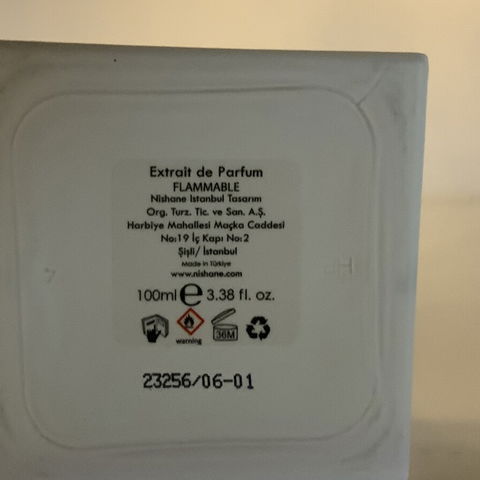 Extrait de Parfum
FLAMMABLE
Nishane İstanbul Tasarım
Org. Turz. Tic. ve San. A.Ş.
Harbiye Mahallesi Maçka Caddesi
No:19 İç Kapı No:2
Şişli/ İstanbul
Made in Türkiye
www.nishane.com
100ml e 3.38 fl. oz.
36M
warning
23256/06-01